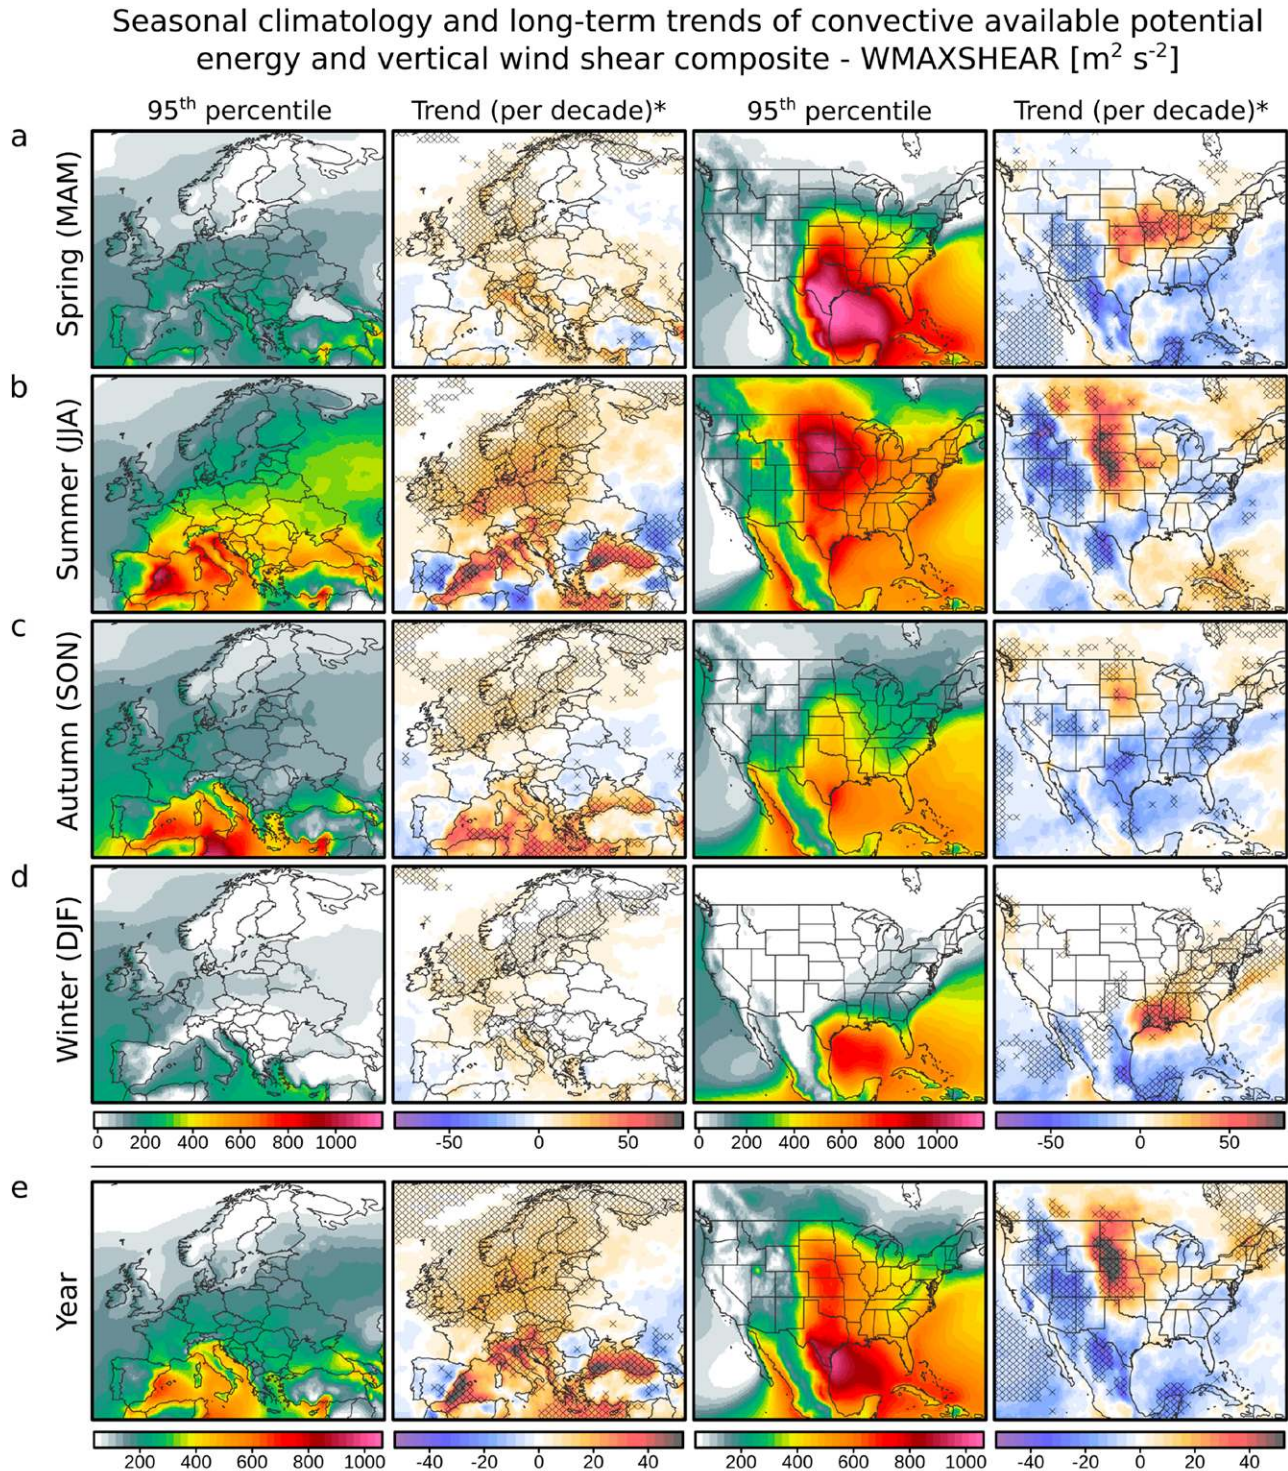 Seasonal climatology and long-term trends of convective available potential
energy and vertical wind shear composite - WMAXSHEAR [m² s⁻²]
95th percentile Trend (per decade)* 95th percentile Trend (per decade)*
a Spring (MAM)
b Summer (JJA)
c Autumn (SON)
d Winter (DJF)
0 200 400 600 800 1000 -50 0 50 0 200 400 600 800 1000 -50 0 50
e Year
200 400 600 800 1000 -40 -20 0 20 40 200 400 600 800 1000 -40 -20 0 20 40